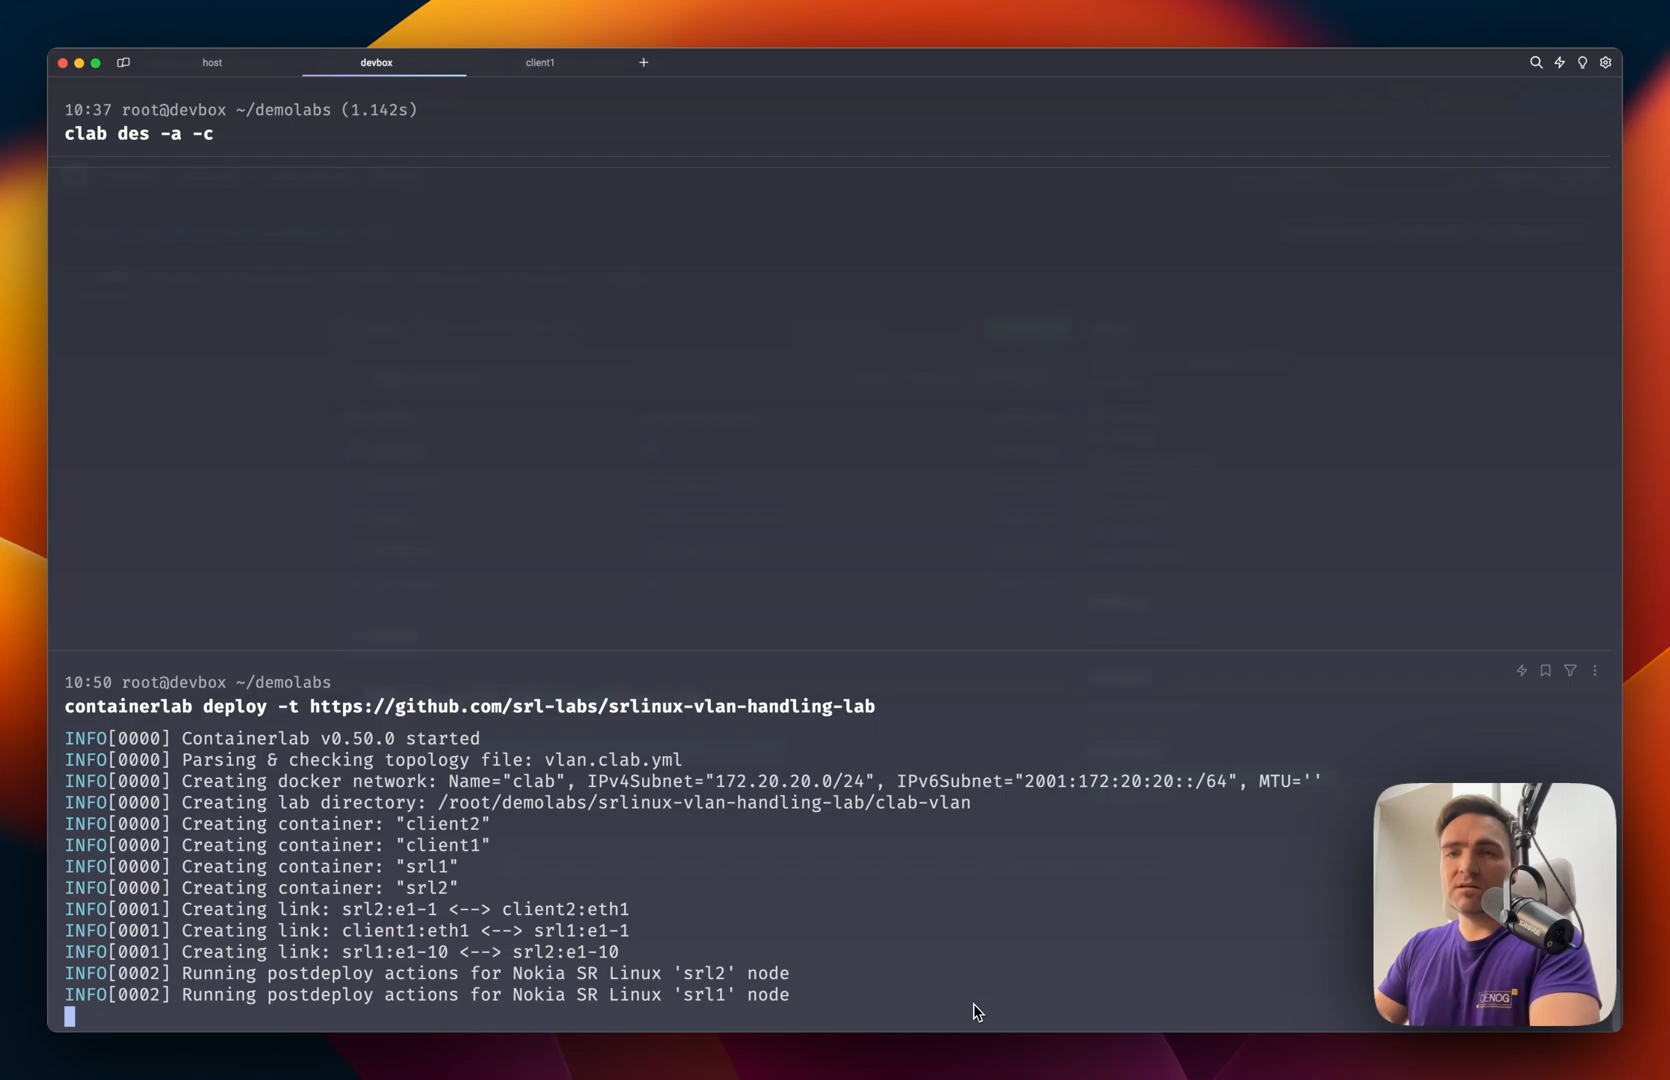 host
devbox
client1
10:37 root@devbox ~/demolabs (1.142s)
clab des -a -c
10:50 root@devbox ~/demolabs
containerlab deploy -t https://github.com/srl-labs/srlinux-vlan-handling-lab
INFO[0000] Containerlab v0.50.0 started
INFO[0000] Parsing & checking topology file: vlan.clab.yml
INFO[0000] Creating docker network: Name="clab", IPv4Subnet="172.20.20.0/24", IPv6Subnet="2001:172:20:20::/64", MTU=''
INFO[0000] Creating lab directory: /root/demolabs/srlinux-vlan-handling-lab/clab-vlan
INFO[0000] Creating container: "client2"
INFO[0000] Creating container: "client1"
INFO[0000] Creating container: "srl1"
INFO[0000] Creating container: "srl2"
INFO[0001] Creating link: srl2:e1-1 <--> client2:eth1
INFO[0001] Creating link: client1:eth1 <--> srl1:e1-1
INFO[0001] Creating link: srl1:e1-10 <--> srl2:e1-10
INFO[0002] Running postdeploy actions for Nokia SR Linux 'srl2' node
INFO[0002] Running postdeploy actions for Nokia SR Linux 'srl1' node
DENOG